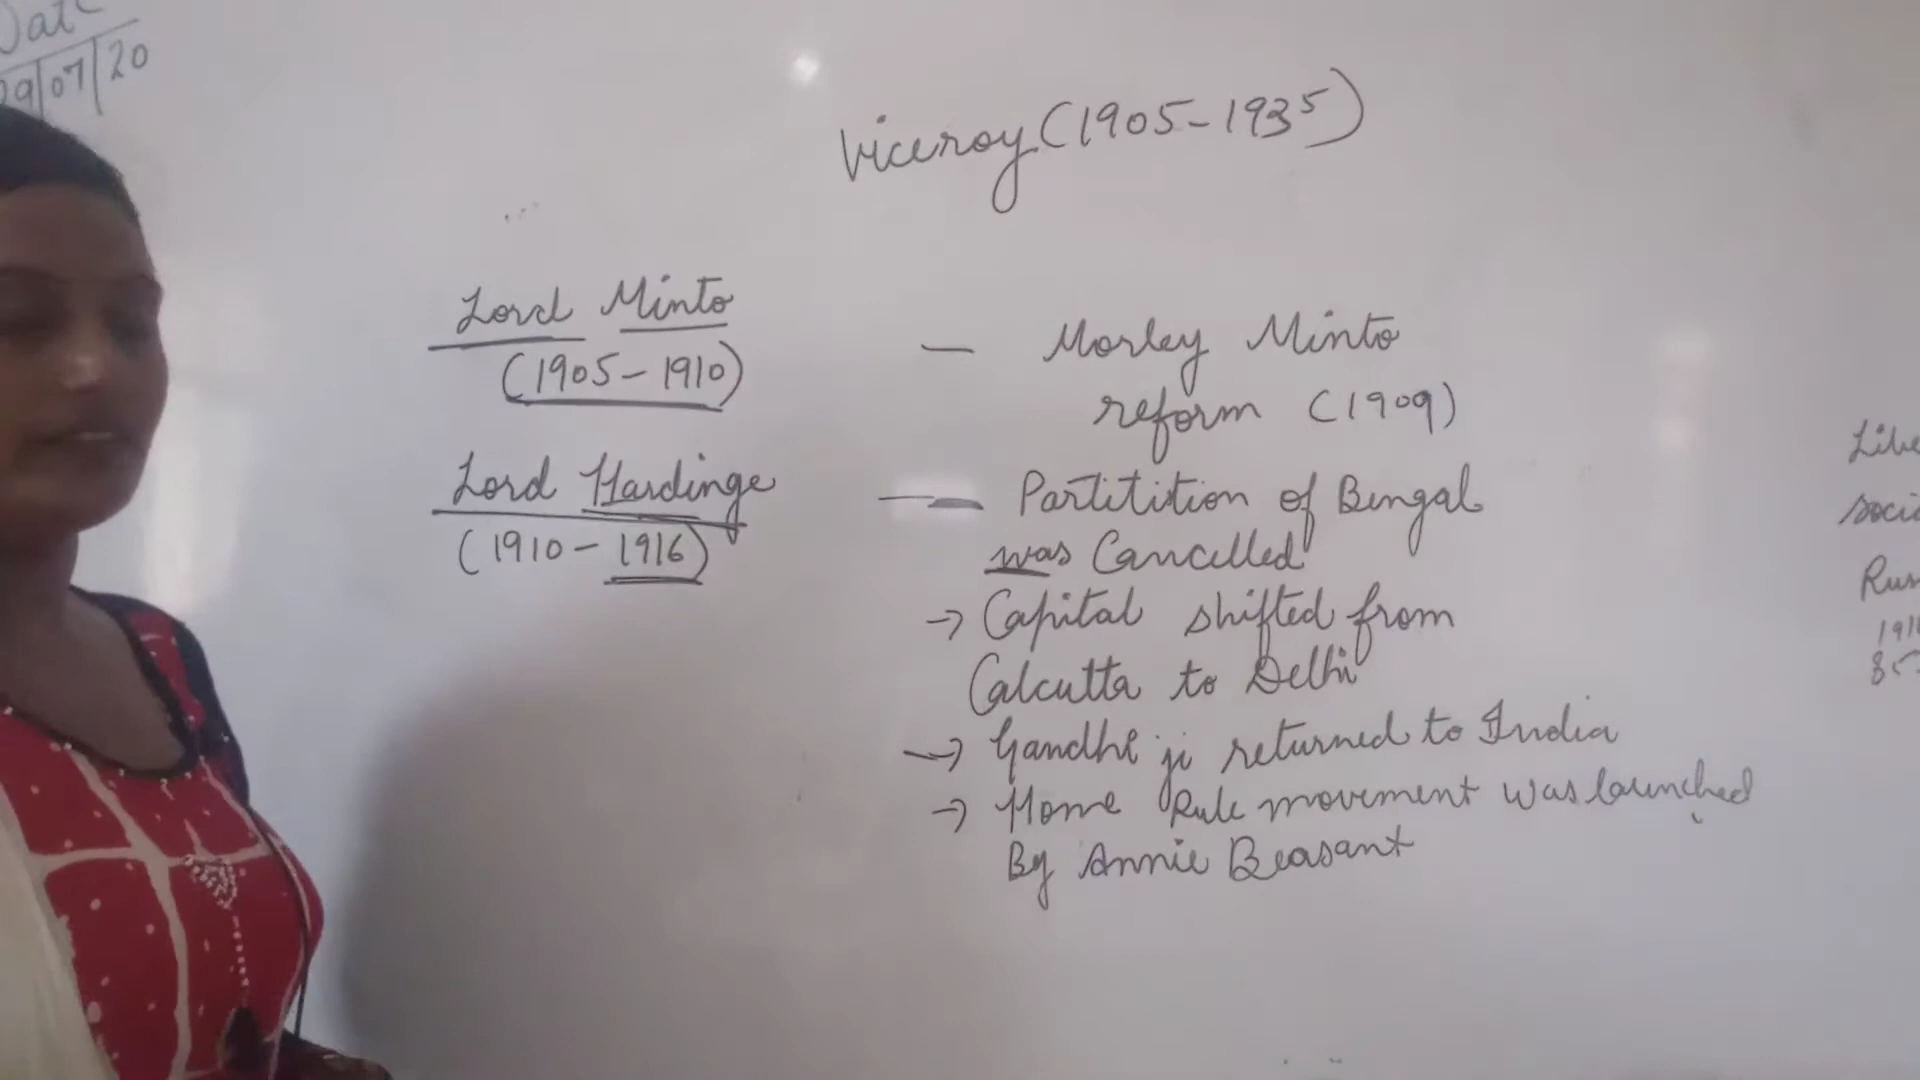 09/07/20
Viceroy (1905-1935)
Lord Minto
(1905-1910)
- Morley Minto
reform (1909)
Lord Hardinge
(1910-1916)
- Partitition of Bengal
was Cancelled
→ Capital shifted from
Calcutta to Delhi
→ Gandhi ji returned to India
→ Home Rule movement was launched
By Annie Beasant